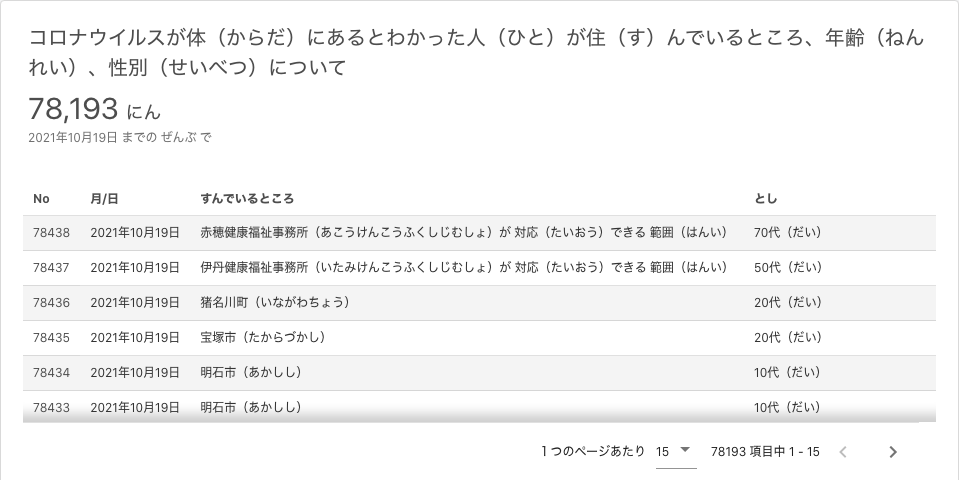 コロナウイルスが体（からだ）にあるとわかった人（ひと）が住（す）んでいるところ、年齢（ねん
れい）、性別（せいべつ）について
78,193 にん
2021年10月19日 までの ぜんぶ で
No 月/日 すんでいるところ とし
78438 2021年10月19日 赤穂健康福祉事務所（あこうけんこうふくしじむしょ）が 対応（たいおう）できる 範囲（はんい） 70代（だい）
78437 2021年10月19日 伊丹健康福祉事務所（いたみけんこうふくしじむしょ）が 対応（たいおう）できる 範囲（はんい） 50代（だい）
78436 2021年10月19日 猪名川町（いながわちょう） 20代（だい）
78435 2021年10月19日 宝塚市（たからづかし） 20代（だい）
78434 2021年10月19日 明石市（あかしし） 10代（だい）
78433 2021年10月19日 明石市（あかしし） 10代（だい）
1 つのページあたり 15 78193 項目中 1 - 15